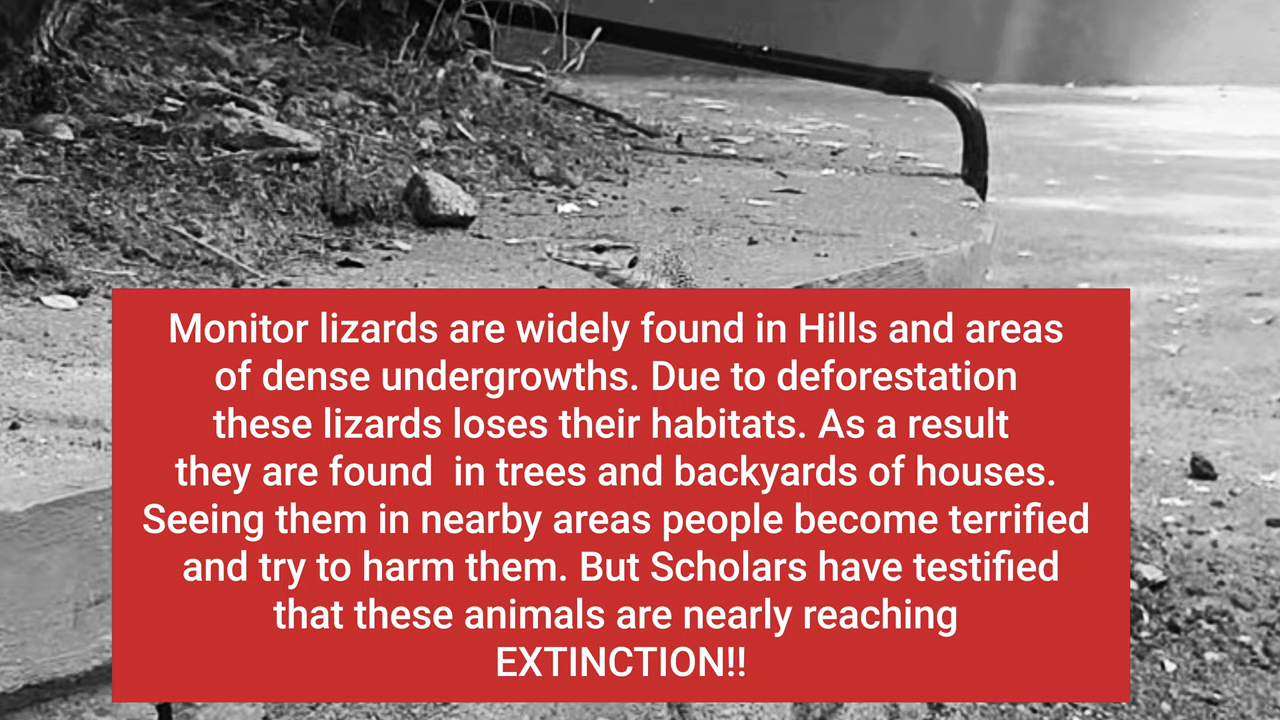 Monitor lizards are widely found in Hills and areas
of dense undergrowths. Due to deforestation
these lizards loses their habitats. As a result
they are found  in trees and backyards of houses.
Seeing them in nearby areas people become terrified
and try to harm them. But Scholars have testified
that these animals are nearly reaching
EXTINCTION!!